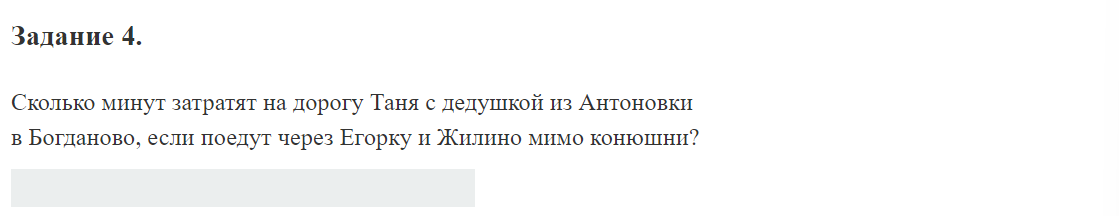 Задание 4.
Сколько минут затратят на дорогу Таня с дедушкой из Антоновки
в Богданово, если поедут через Егорку и Жилино мимо конюшни?